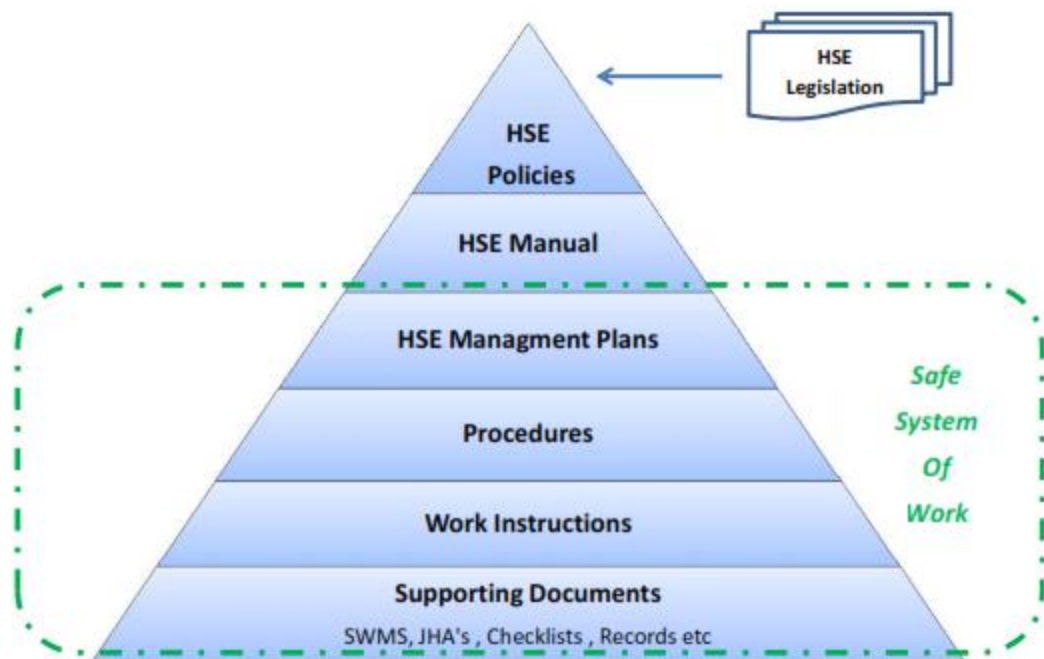 HSE
Legislation
HSE
Policies
HSE Manual
HSE Managment Plans
Procedures
Work Instructions
Supporting Documents
SWMS, JHA's , Checklists , Records etc
Safe
System
Of
Work